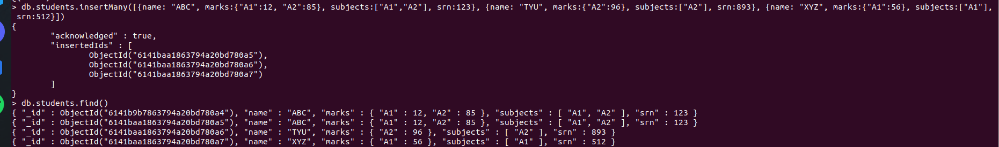 > db.students.insertMany([{name: "ABC", marks:{"A1":12, "A2":85}, subjects:["A1","A2"], srn:123}, {name: "TYU", marks:{"A2":96}, subjects:["A2"], srn:893}, {name: "XYZ", marks:{"A1":56}, subjects:["A1"],
srn:512}])
{
"acknowledged" : true,
"insertedIds" : [
ObjectId("6141baa1863794a20bd780a5"),
ObjectId("6141baa1863794a20bd780a6"),
ObjectId("6141baa1863794a20bd780a7")
]
}
> db.students.find()
{ "_id" : ObjectId("6141b9b7863794a20bd780a4"), "name" : "ABC", "marks" : { "A1" : 12, "A2" : 85 }, "subjects" : [ "A1", "A2" ], "srn" : 123 }
{ "_id" : ObjectId("6141baa1863794a20bd780a5"), "name" : "ABC", "marks" : { "A1" : 12, "A2" : 85 }, "subjects" : [ "A1", "A2" ], "srn" : 123 }
{ "_id" : ObjectId("6141baa1863794a20bd780a6"), "name" : "TYU", "marks" : { "A2" : 96 }, "subjects" : [ "A2" ], "srn" : 893 }
{ "_id" : ObjectId("6141baa1863794a20bd780a7"), "name" : "XYZ", "marks" : { "A1" : 56 }, "subjects" : [ "A1" ], "srn" : 512 }